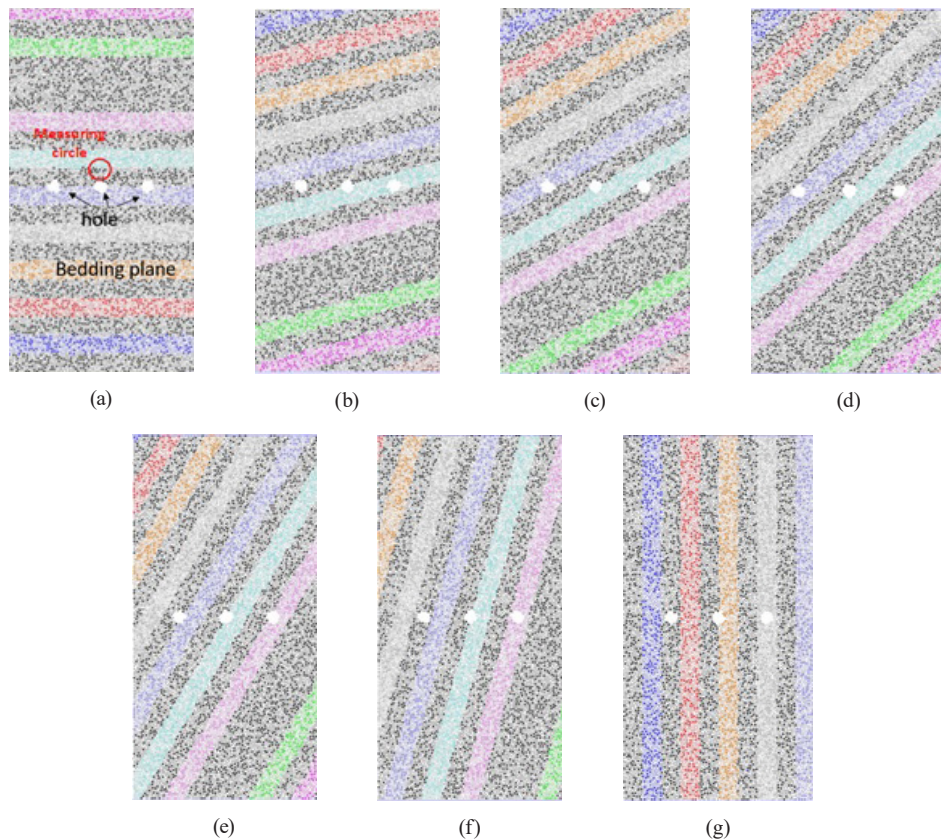 Measuring
circle
hole
Bedding plane
(a)
(b)
(c)
(d)
(e)
(f)
(g)